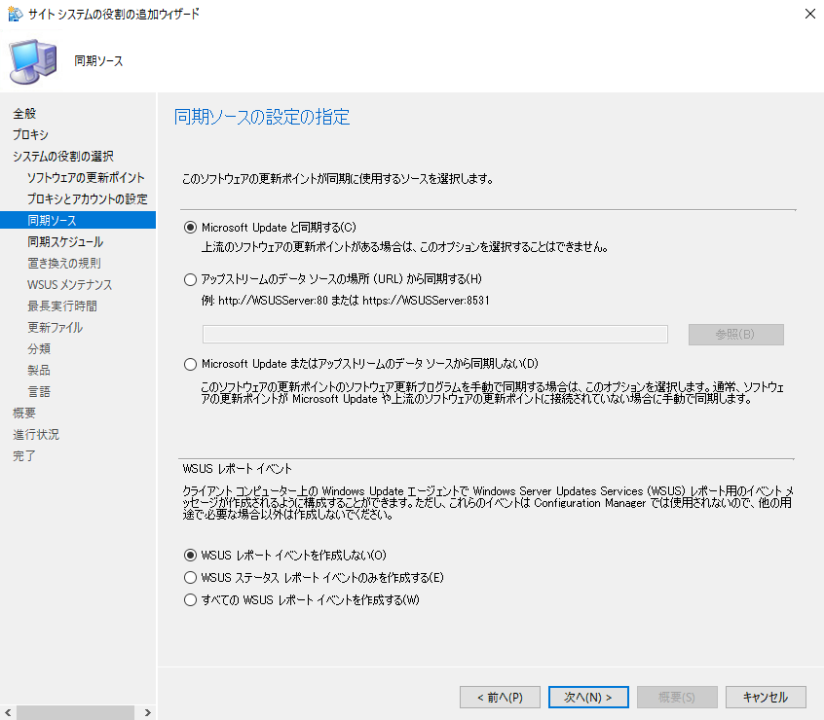 サイト システムの役割の追加ウィザード
同期ソース
全般
プロキシ
システムの役割の選択
ソフトウェアの更新ポイント
プロキシとアカウントの設定
同期ソース
同期スケジュール
置き換えの規則
WSUS メンテナンス
最長実行時間
更新ファイル
分類
製品
言語
概要
進行状況
完了
同期ソースの設定の指定
このソフトウェアの更新ポイントが同期に使用するソースを選択します。
Microsoft Update と同期する(C)
上流のソフトウェアの更新ポイントがある場合は、このオプションを選択することはできません。
アップストリームのデータ ソースの場所 (URL) から同期する(H)
例: http://WSUSServer:80 または https://WSUSServer:8531
参照(B)
Microsoft Update またはアップストリームのデータ ソースから同期しない(D)
このソフトウェアの更新ポイントのソフトウェア更新プログラムを手動で同期する場合は、このオプションを選択します。通常、ソフトウェ
アの更新ポイントが Microsoft Update や上流のソフトウェアの更新ポイントに接続されていない場合に手動で同期します。
WSUS レポート イベント
クライアント コンピューター上の Windows Update エージェントで Windows Server Updates Services (WSUS) レポート用のイベント メ
ッセージが作成されるように構成することができます。ただし、これらのイベントは Configuration Manager では使用されないので、他の用
途で必要な場合以外は作成しないでください。
WSUS レポート イベントを作成しない(O)
WSUS ステータス レポート イベントのみを作成する(E)
すべての WSUS レポート イベントを作成する(W)
< 前へ(P)
次へ(N) >
概要(S)
キャンセル